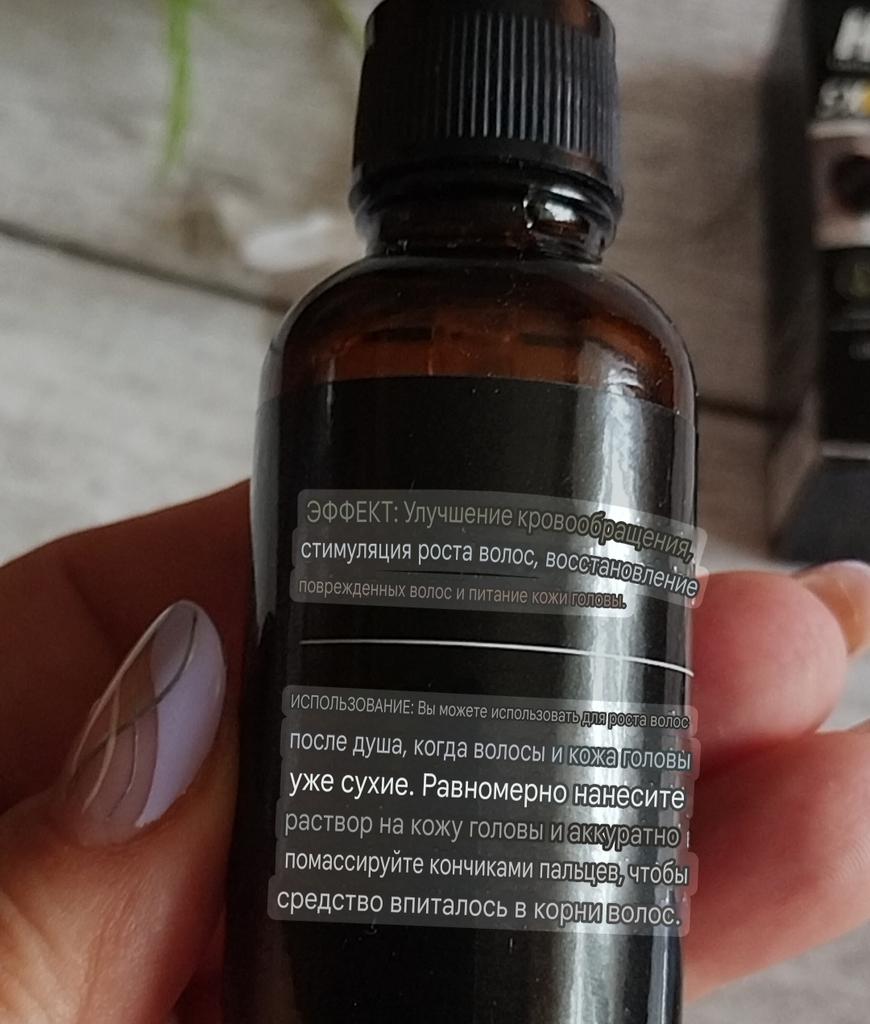 ЭФФЕКТ: Улучшение кровообращения,
стимуляция роста волос, восстановление
поврежденных волос и питание кожи головы.
ИСПОЛЬЗОВАНИЕ: Вы можете использовать для роста волос
после душа, когда волосы и кожа головы
уже сухие. Равномерно нанесите
раствор на кожу головы и аккуратно
помассируйте кончиками пальцев, чтобы
средство впиталось в корни волос.